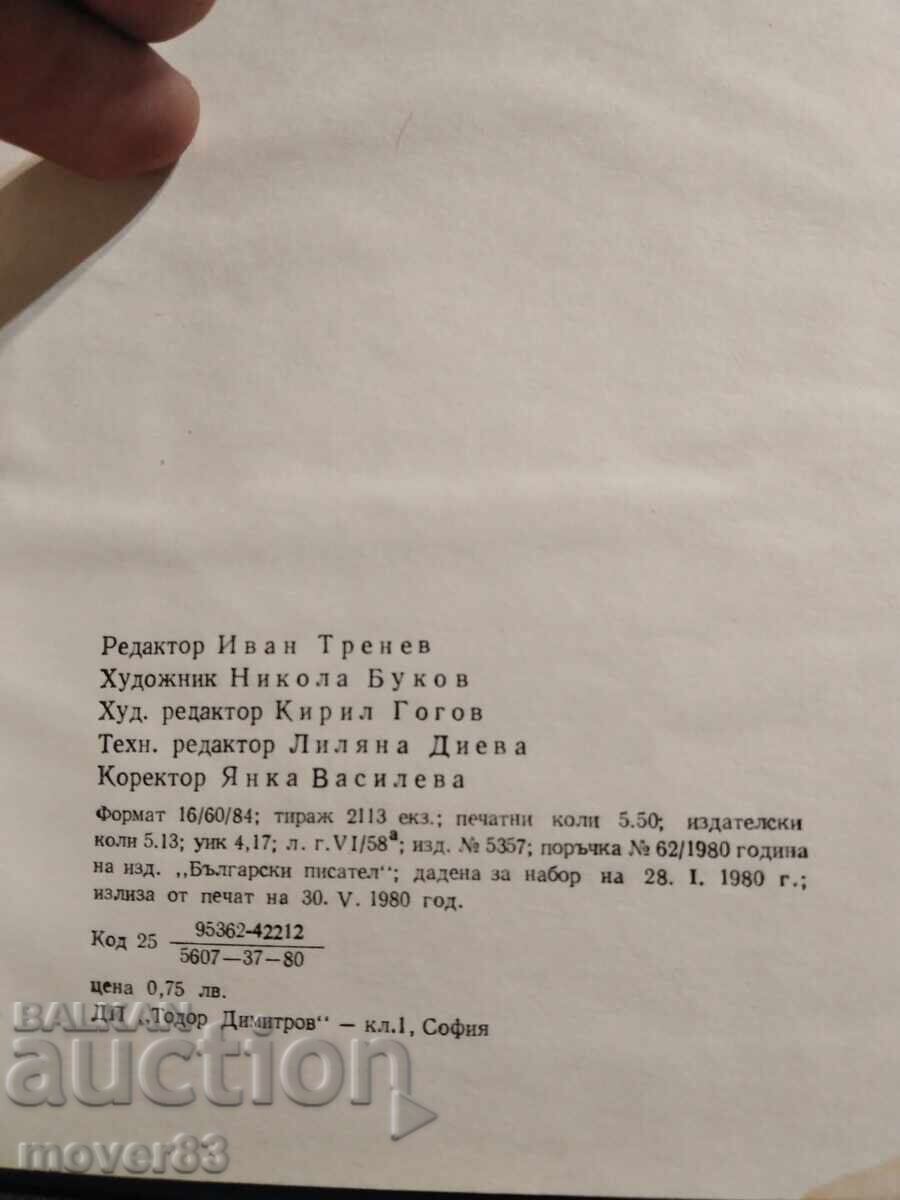 Редактор Иван Тренев
Художник Никола Буков
Худ. редактор Кирил Гогов
Техн. редактор Лиляна Диева
Коректор Янка Василева
Формат 16/60/84; тираж 2113 екз.; печатни коли 5.50; издателски
коли 5.13; уик 4,17; л. г. VI/58а; изд. № 5357; поръчка № 62/1980 година
на изд. „Български писател“; дадена за набор на 28. I. 1980 г.;
излиза от печат на 30. V. 1980 год.
Код 25 95362-42212
5607—37—80
цена 0,75 лв.
ДП „Тодор Димитров“ — кл.1, София
BALKAN
auction
mover83